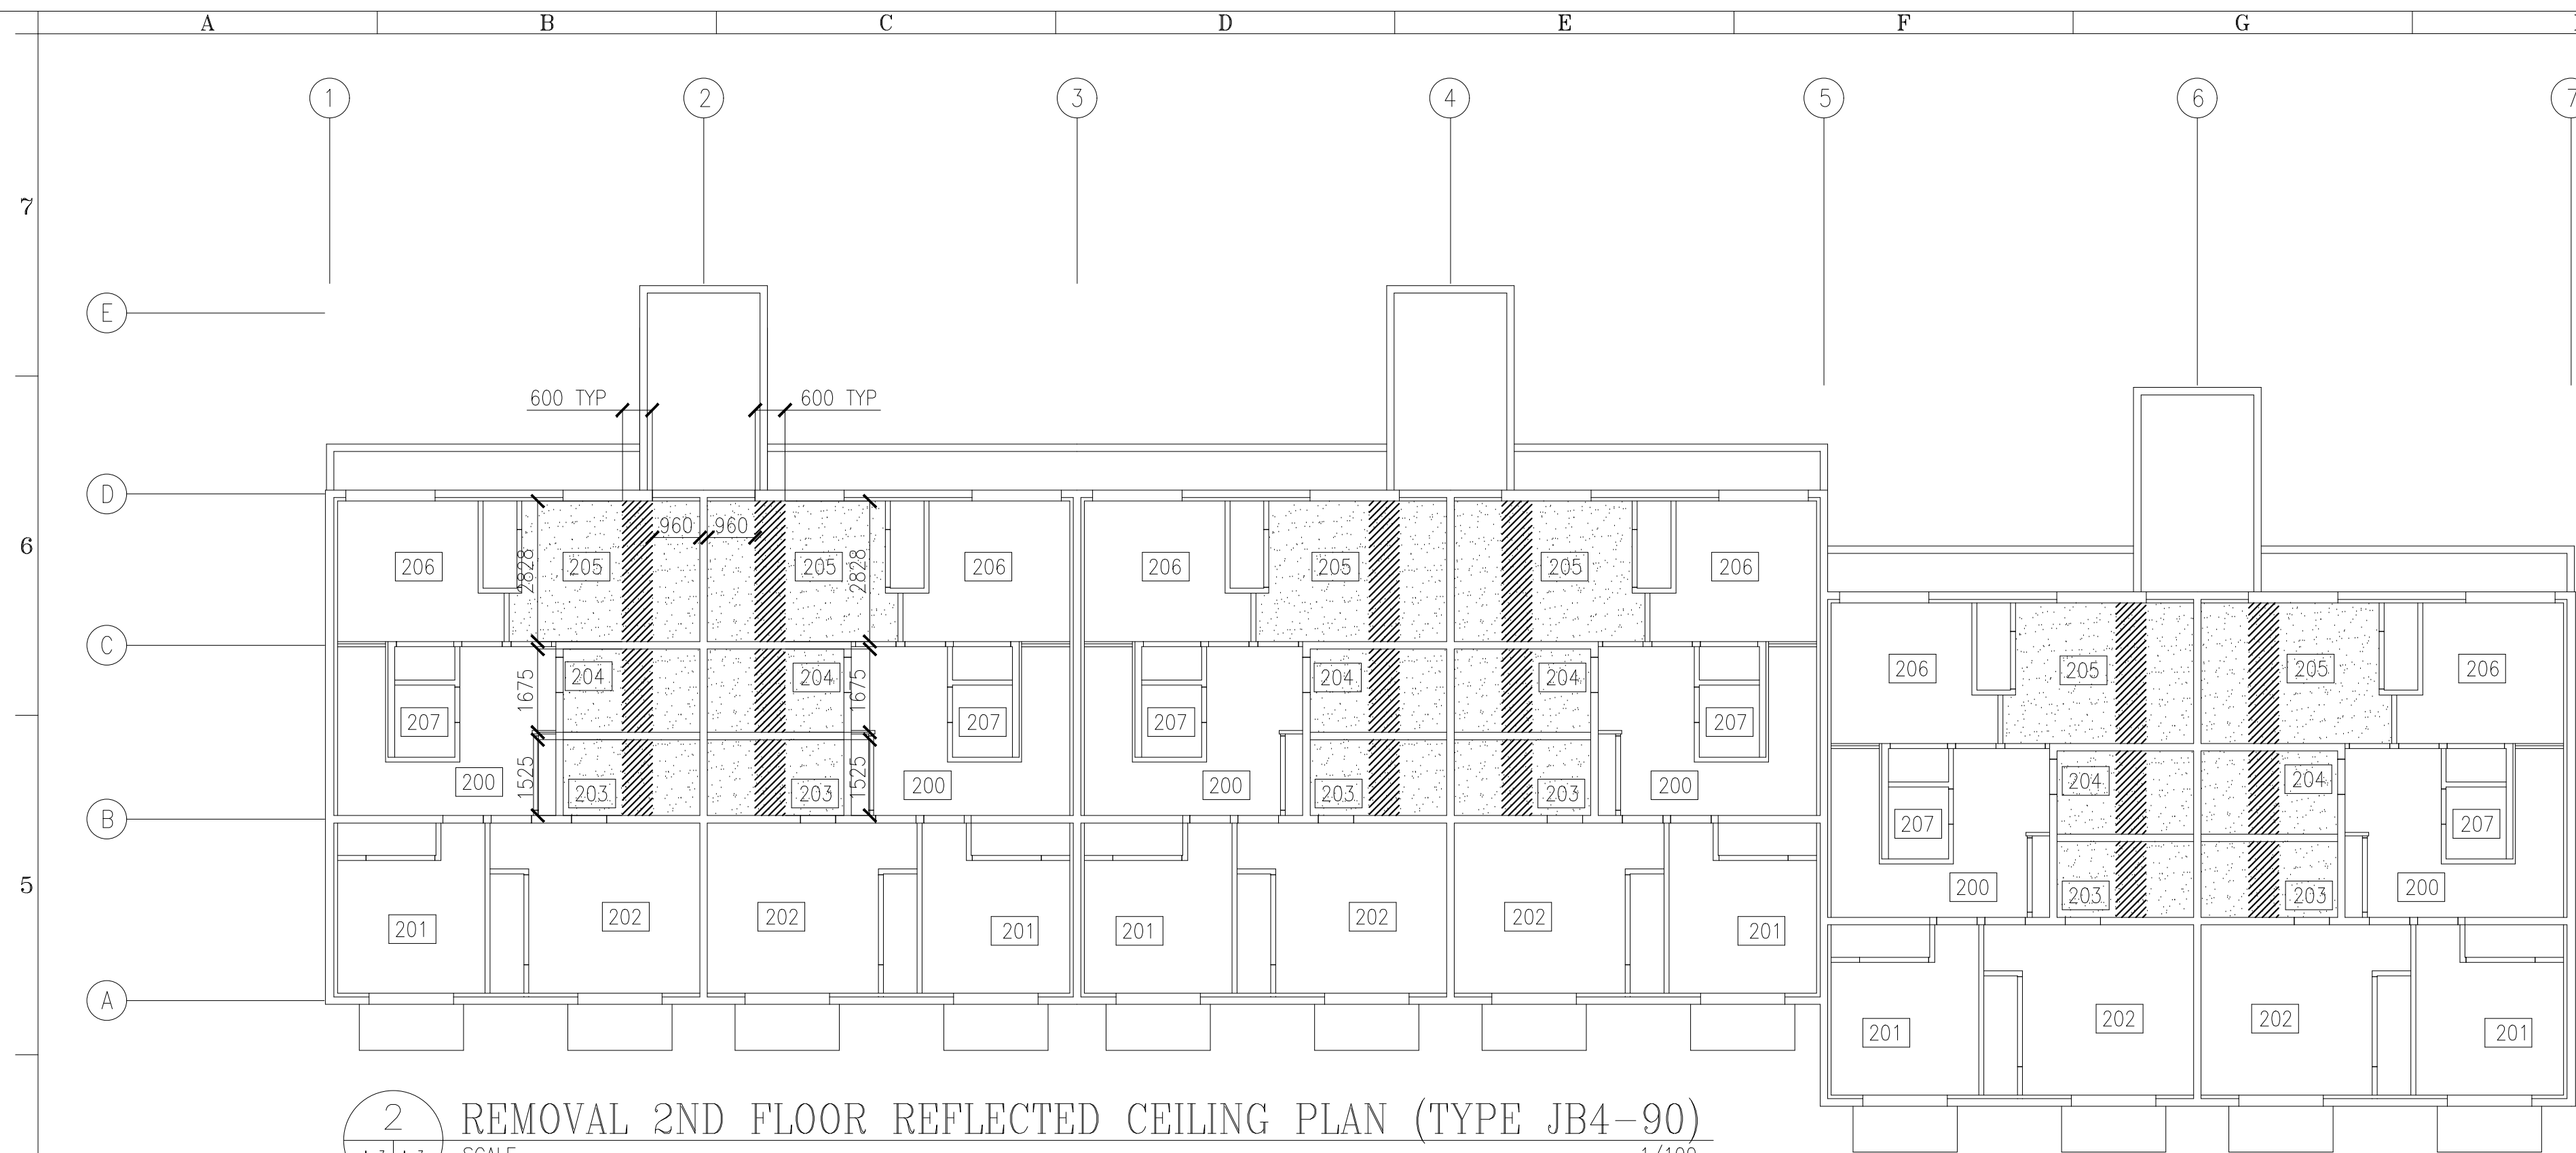 A B C D E F G
1 2 3 4 5 6 7
7
E
600 TYP 600 TYP
D
6
960 960
206 2828 205 205 2828 206 206 205 205 206
C
204 204 204 204
1675 1675
206 205 205 206
207 207 207 207
200 1525 203 203 1525 200 200 203 203 200
204 204
B
207 207
5
200 203 203 200
201 202 202 201 201 202 202 201
A
201 202 202 201
2
REMOVAL 2ND FLOOR REFLECTED CEILING PLAN (TYPE JB4-90)
SCALE 1/100